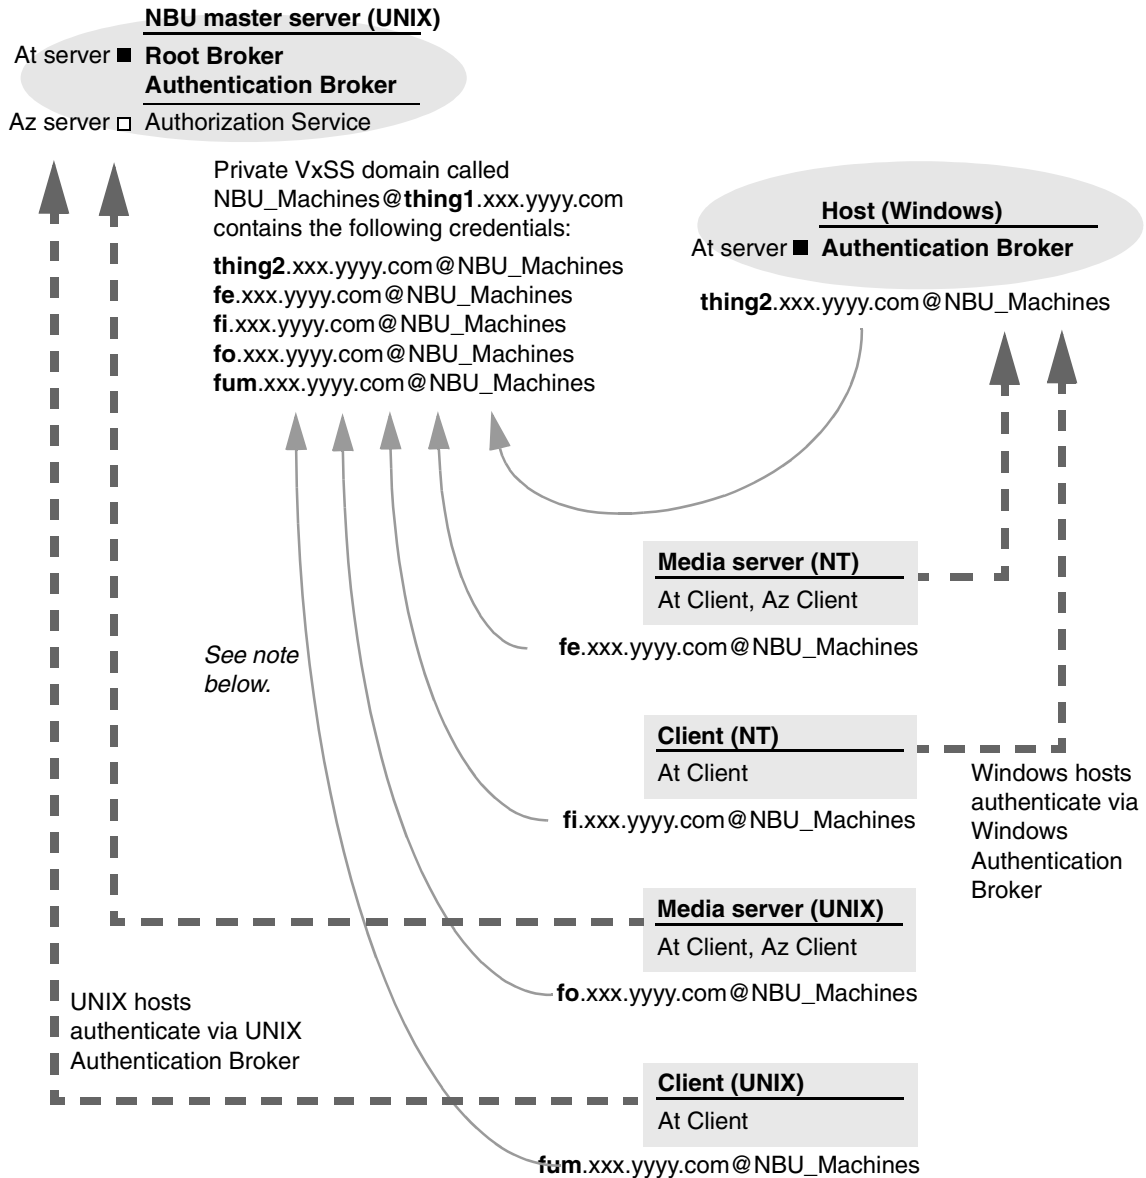 NBU master server (UNIX)
At server Root Broker
Authentication Broker
Az server Authorization Service
Private VxSS domain called
NBU_Machines@thing1.xxx.yyyy.com
contains the following credentials:
thing2.xxx.yyyy.com@NBU_Machines
fe.xxx.yyyy.com@NBU_Machines
fi.xxx.yyyy.com@NBU_Machines
fo.xxx.yyyy.com@NBU_Machines
fum.xxx.yyyy.com@NBU_Machines
Host (Windows)
At server Authentication Broker
thing2.xxx.yyyy.com@NBU_Machines
Media server (NT)
At Client, Az Client
fe.xxx.yyyy.com@NBU_Machines
See note
below.
Client (NT)
At Client
fi.xxx.yyyy.com@NBU_Machines
Windows hosts
authenticate via
Windows
Authentication
Broker
Media server (UNIX)
At Client, Az Client
fo.xxx.yyyy.com@NBU_Machines
UNIX hosts
authenticate via UNIX
Authentication Broker
Client (UNIX)
At Client
fum.xxx.yyyy.com@NBU_Machines